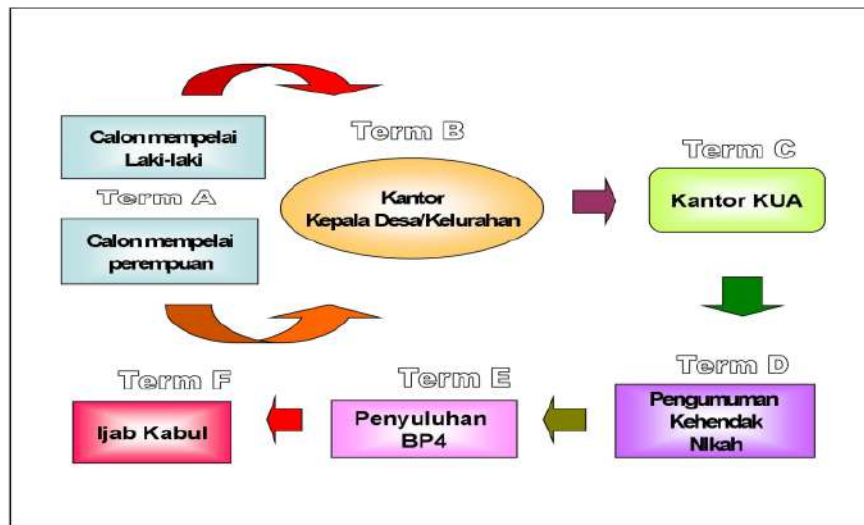 Calon mempelai
Laki-laki
Term A
Calon mempelai
perempuan
Term B
Kantor
Kepala Desa/Kelurahan
Term C
Kantor KUA
Term D
Pengumuman
Kehendak
NIkah
Term E
Penyuluhan
BP4
Term F
Ijab Kabul